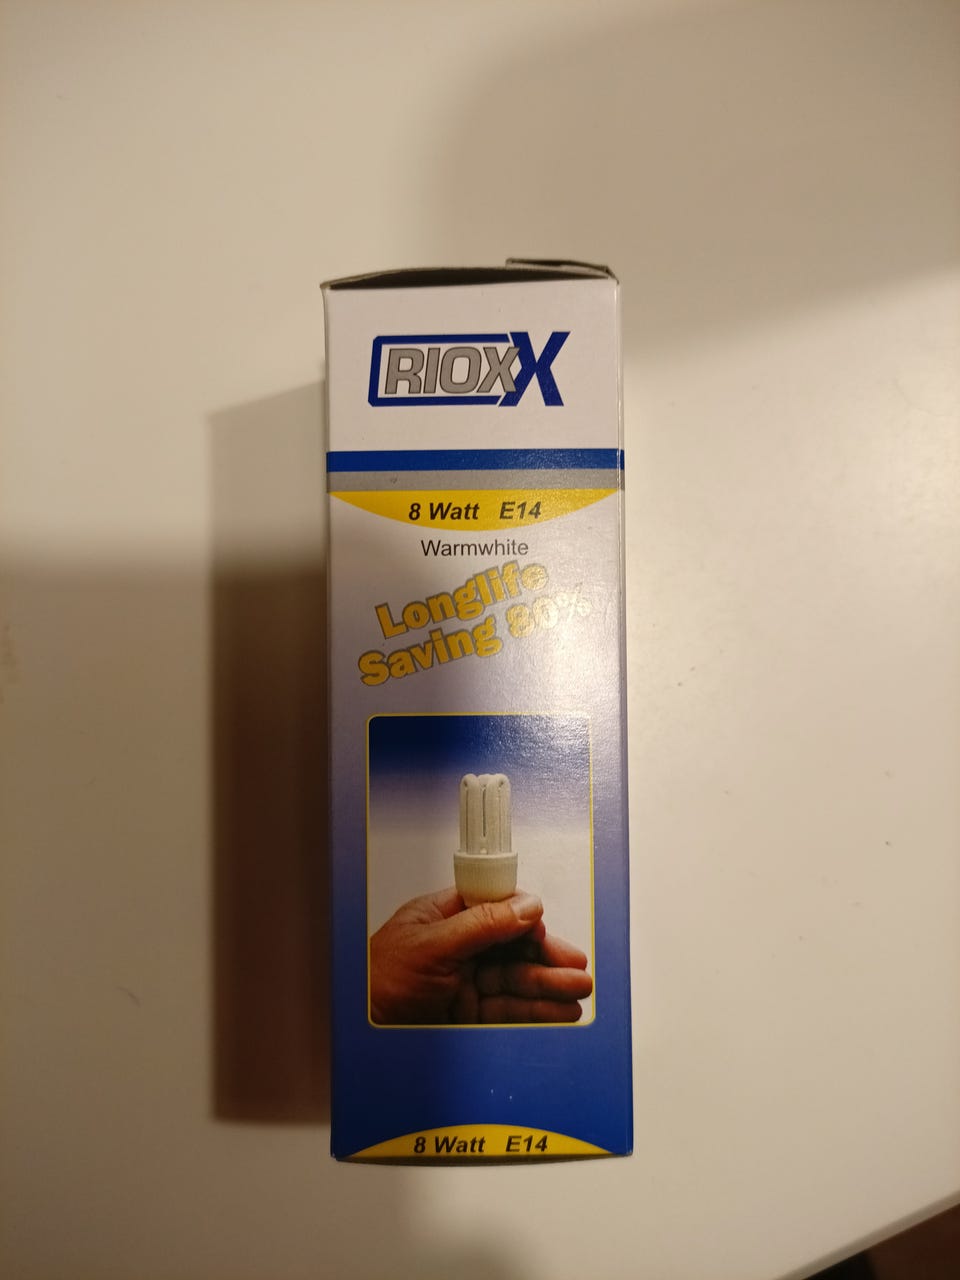 RIOXX
8 Watt E14
Warmwhite
Longlife
Saving 80%
8 Watt E14